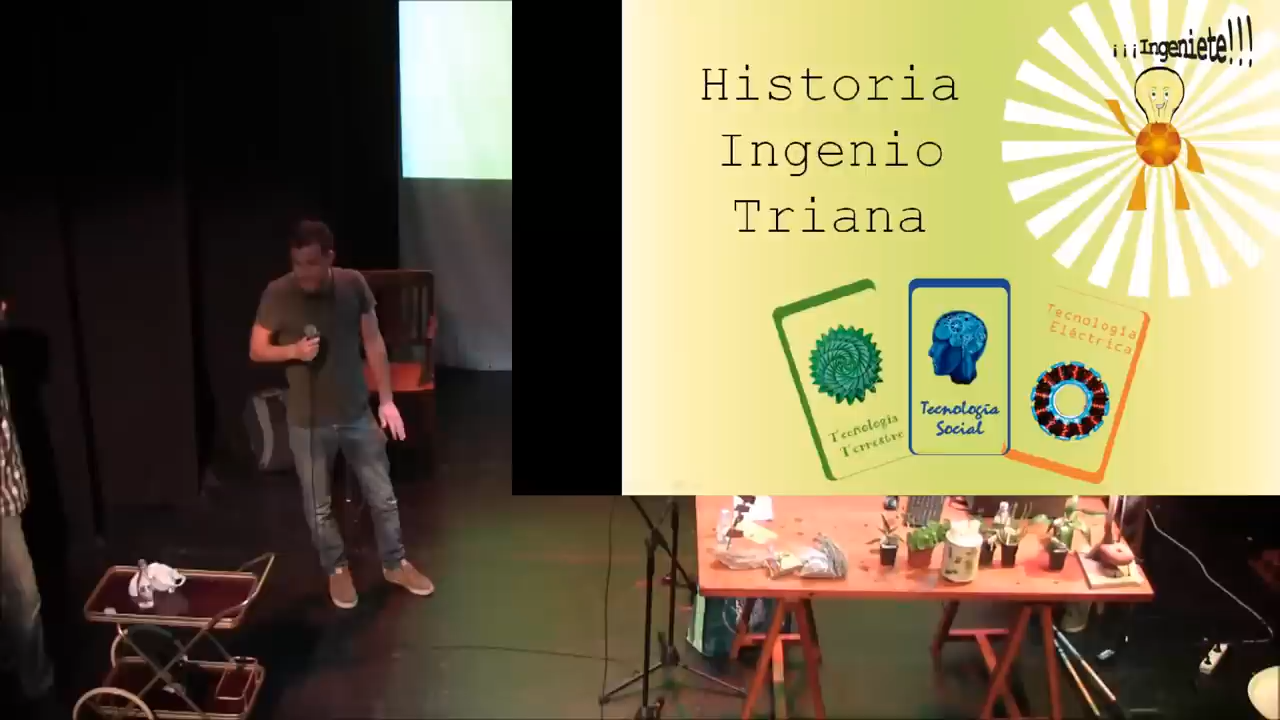 ¡¡¡Ingeniete!!!
Historia
Ingenio
Triana
Tecnología
Terrestre
Tecnología
Social
Tecnología
Eléctrica